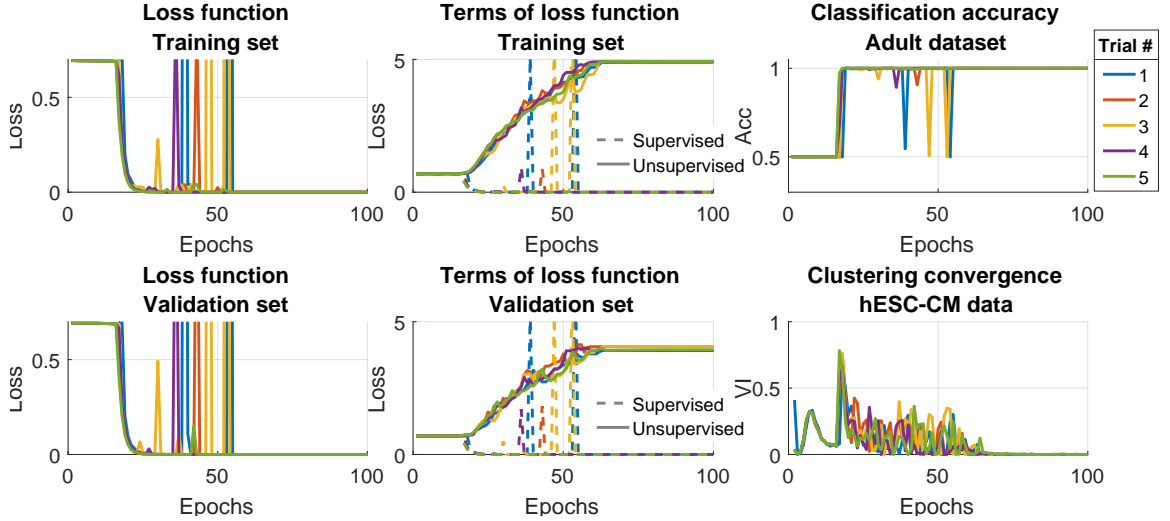 Loss function
Training set
Loss
0.5
0
0
50
100
Epochs
Terms of loss function
Training set
Loss
5
0
0
50
100
Supervised
Unsupervised
Epochs
Classification accuracy
Adult dataset
Acc
1
0.5
0
50
100
Epochs
Trial #
1
2
3
4
5
Loss function
Validation set
Loss
0.5
0
0
50
100
Epochs
Terms of loss function
Validation set
Loss
5
0
0
50
100
Supervised
Unsupervised
Epochs
Clustering convergence
hESC-CM data
VI
1
0.5
0
0
50
100
Epochs